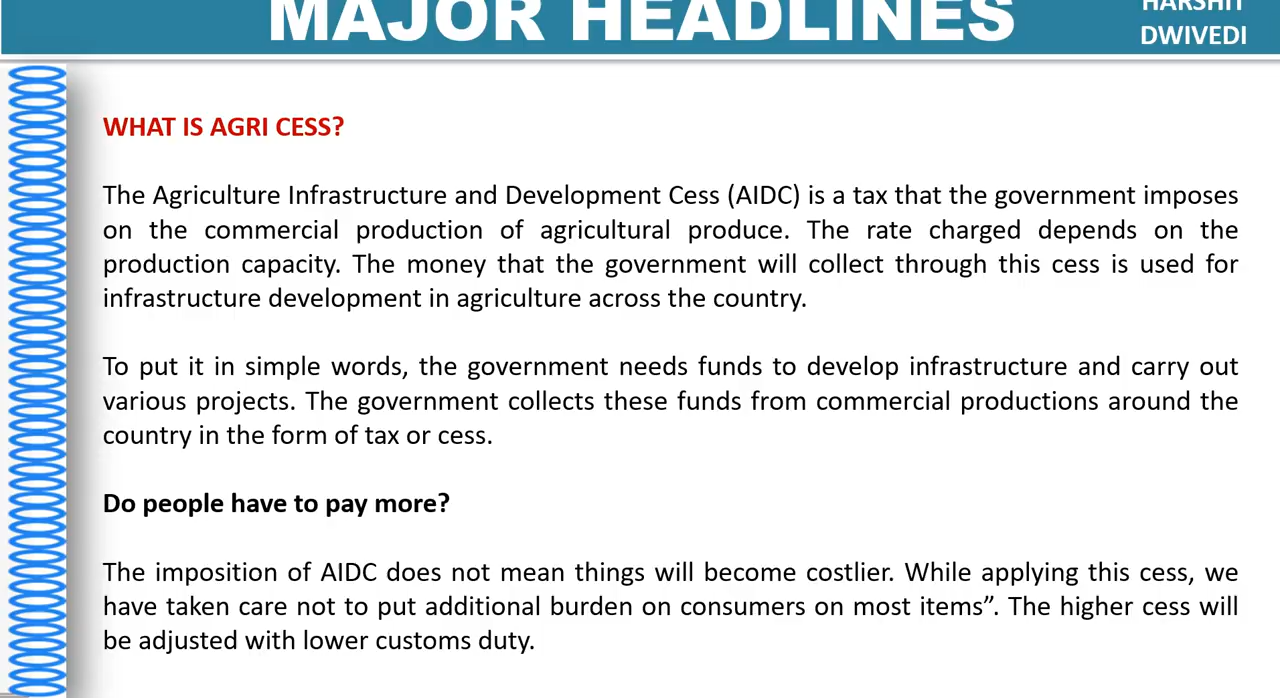 MAJOR HEADLINES
HARSHIT
DWIVEDI
WHAT IS AGRI CESS?
The Agriculture Infrastructure and Development Cess (AIDC) is a tax that the government imposes
on the commercial production of agricultural produce. The rate charged depends on the
production capacity. The money that the government will collect through this cess is used for
infrastructure development in agriculture across the country.
To put it in simple words, the government needs funds to develop infrastructure and carry out
various projects. The government collects these funds from commercial productions around the
country in the form of tax or cess.
Do people have to pay more?
The imposition of AIDC does not mean things will become costlier. While applying this cess, we
have taken care not to put additional burden on consumers on most items”. The higher cess will
be adjusted with lower customs duty.